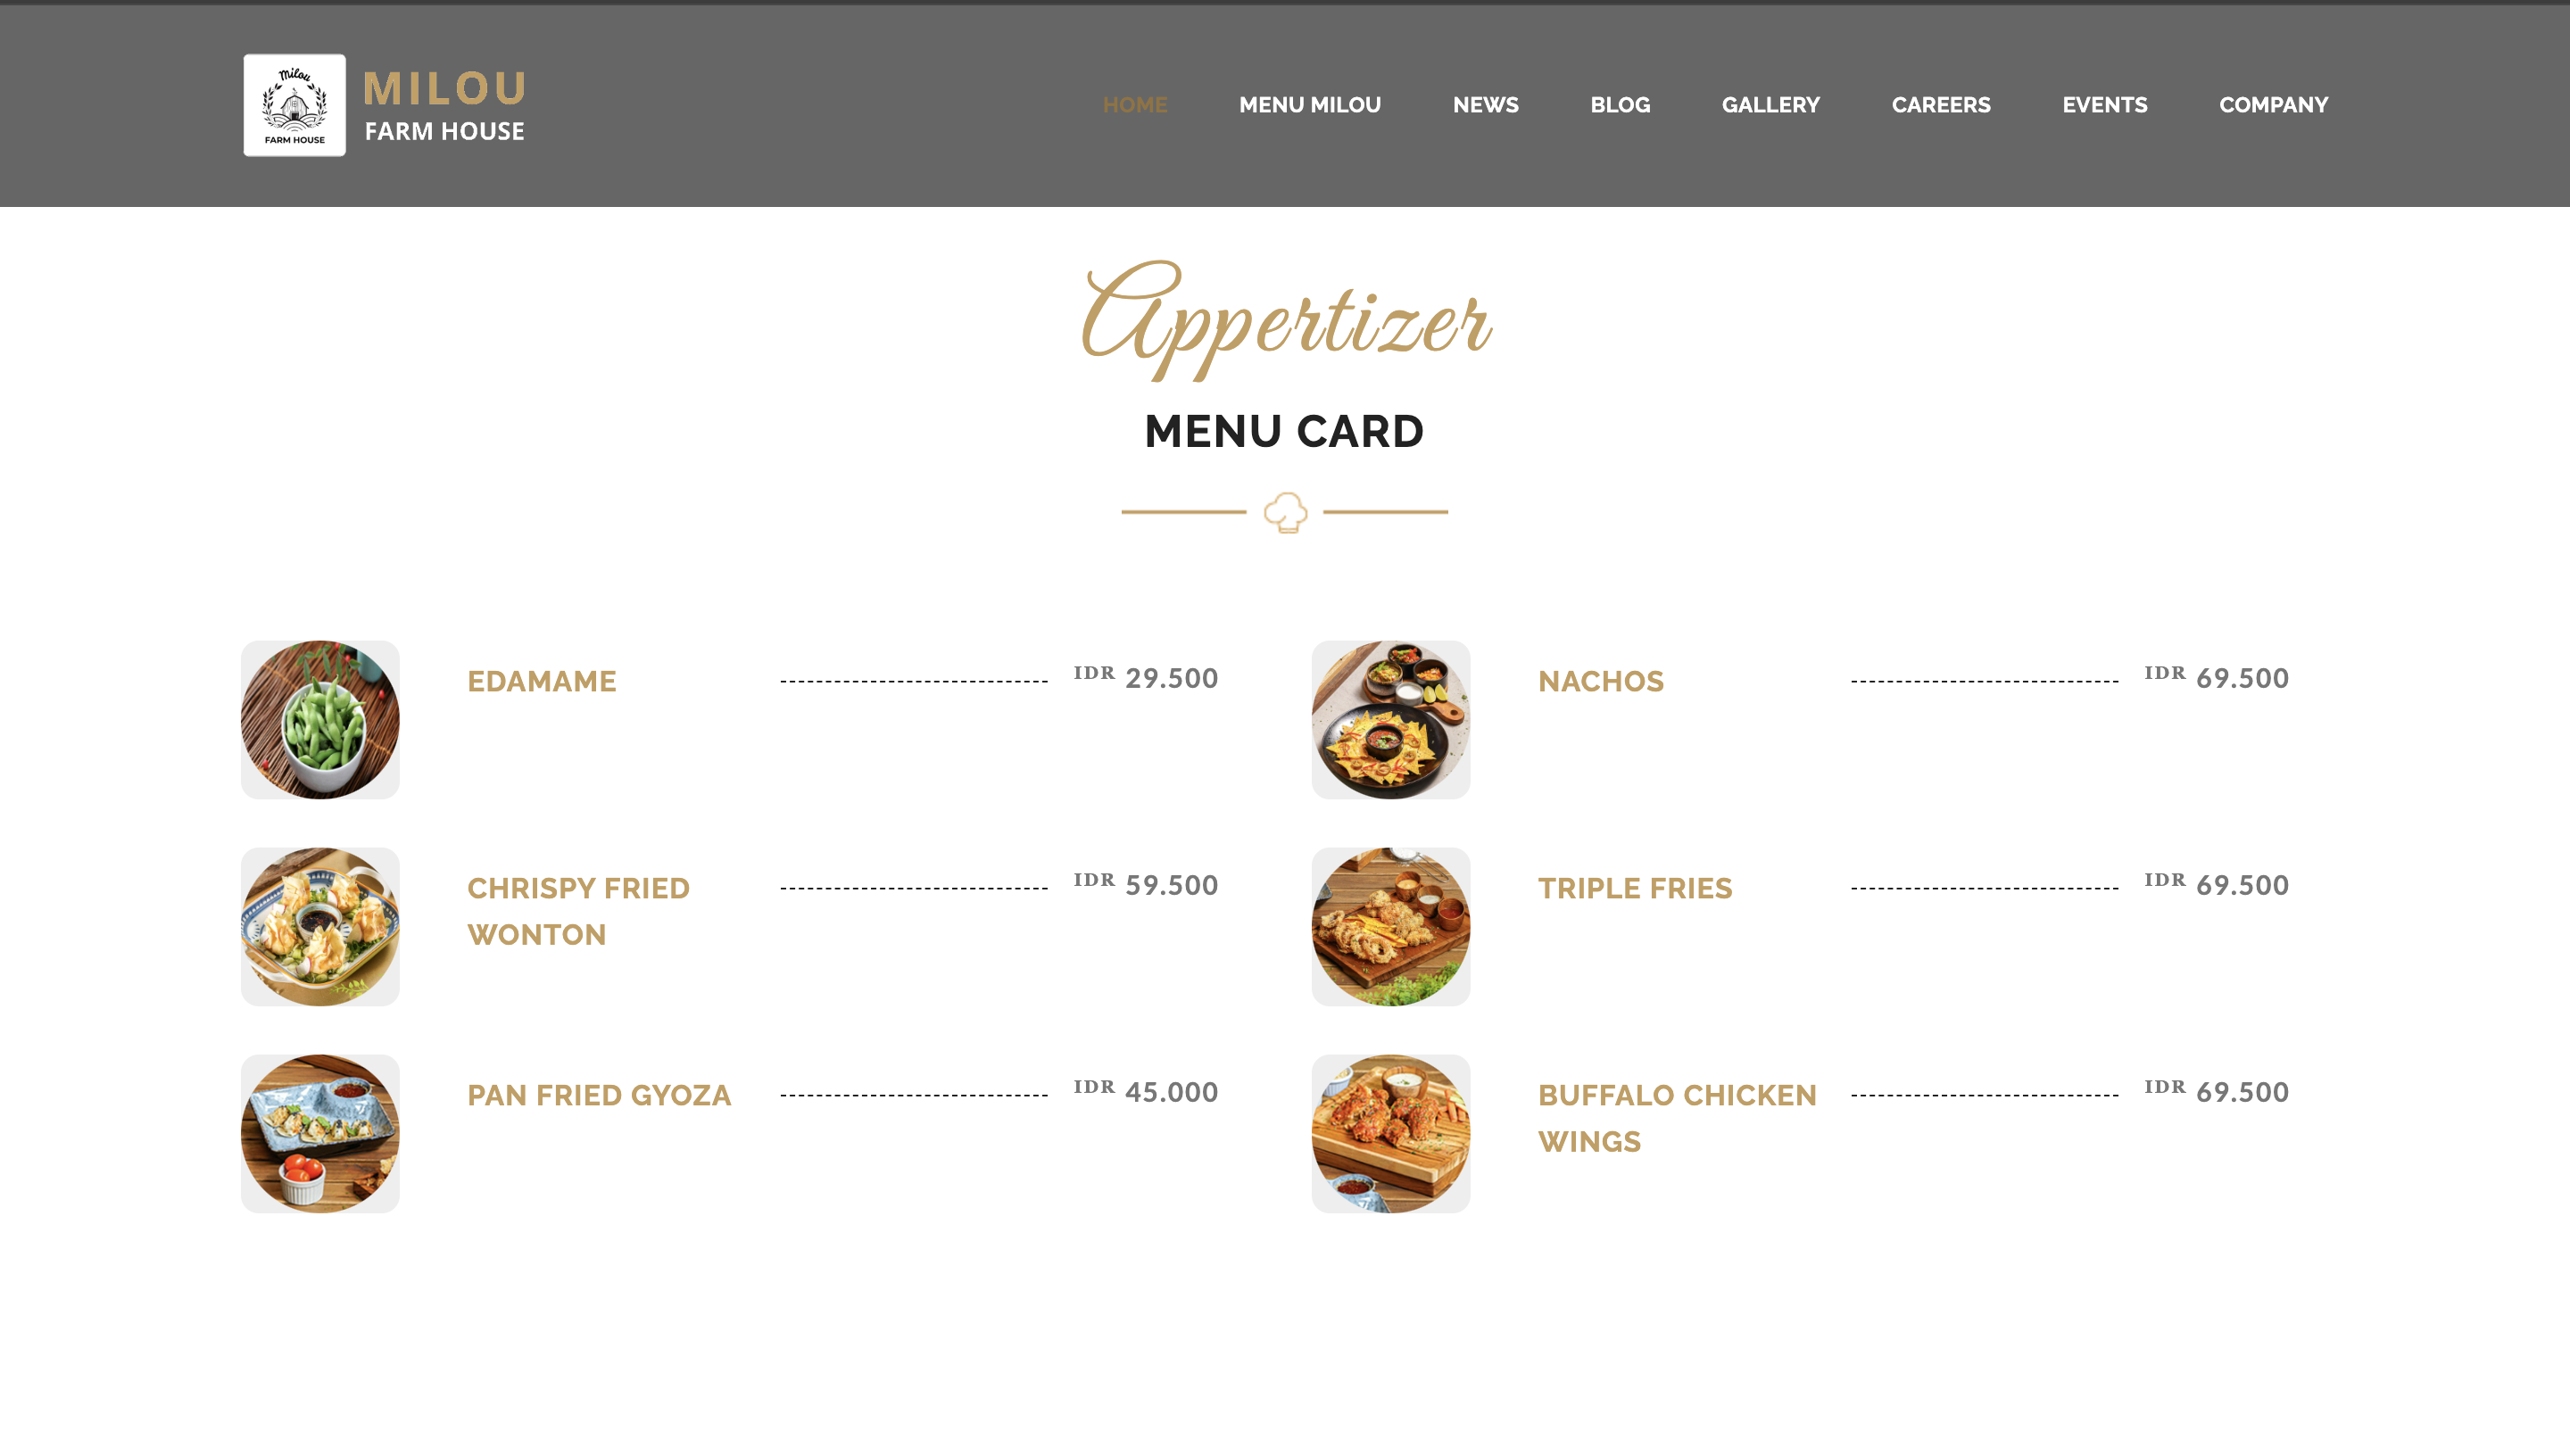 Milou
FARM HOUSE
MILOU
FARM HOUSE
HOME MENU MILOU NEWS BLOG GALLERY CAREERS EVENTS COMPANY
Appertizer
MENU CARD
EDAMAME IDR 29.500
NACHOS IDR 69.500
CHRISPY FRIED IDR 59.500
WONTON
TRIPLE FRIES IDR 69.500
PAN FRIED GYOZA IDR 45.000
BUFFALO CHICKEN IDR 69.500
WINGS